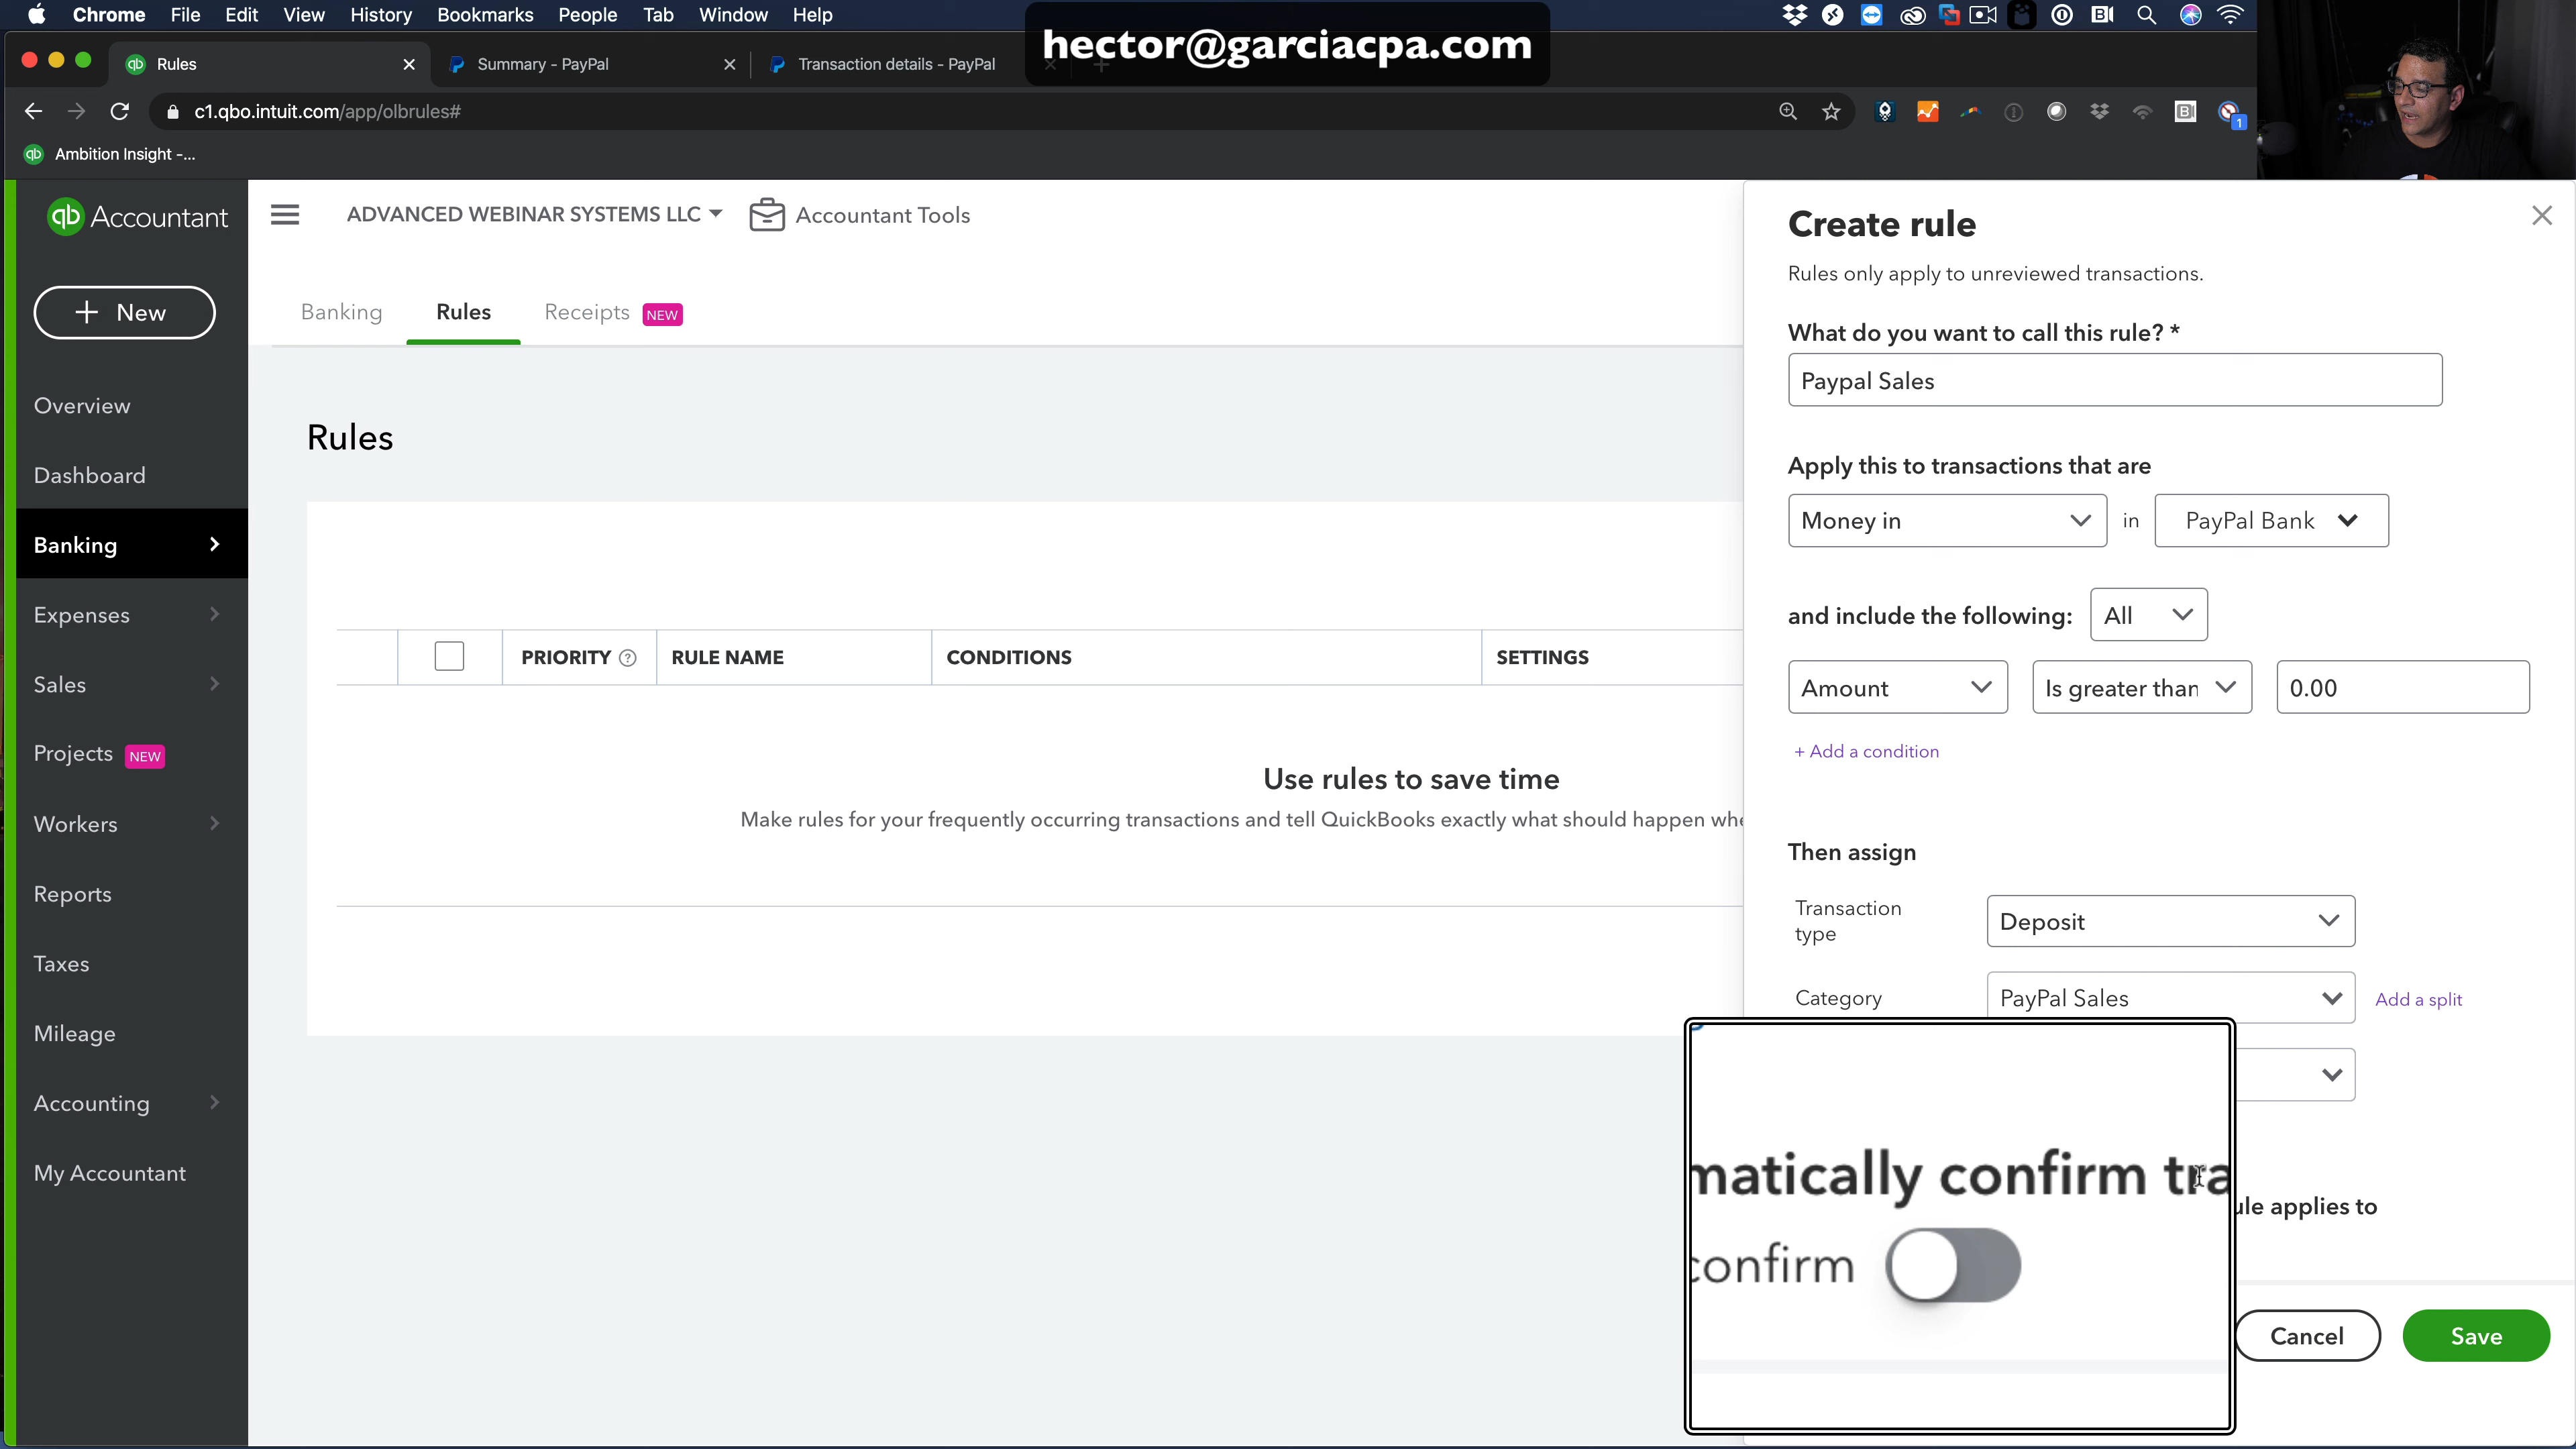 Chrome File Edit View History Bookmarks People Tab Window Help
hector@garciacpa.com
Rules
Summary - PayPal
Transaction details - PayPal
c1.qbo.intuit.com/app/olbrules#
1
qb Ambition Insight -...
qb Accountant
ADVANCED WEBINAR SYSTEMS LLC
Accountant Tools
+ New
Overview
Dashboard
Banking
Expenses
Sales
Projects NEW
Workers
Reports
Taxes
Mileage
Accounting
My Accountant
Banking Rules Receipts NEW
Rules
PRIORITY RULE NAME CONDITIONS SETTINGS
Use rules to save time
Make rules for your frequently occurring transactions and tell QuickBooks exactly what should happen
Create rule
Rules only apply to unreviewed transactions.
What do you want to call this rule? *
Paypal Sales
Apply this to transactions that are
Money in in PayPal Bank
and include the following: All
Amount Is greater than 0.00
+ Add a condition
Then assign
Transaction type Deposit
Category PayPal Sales Add a split
matically confirm tra
ule applies to
confirm
Cancel Save